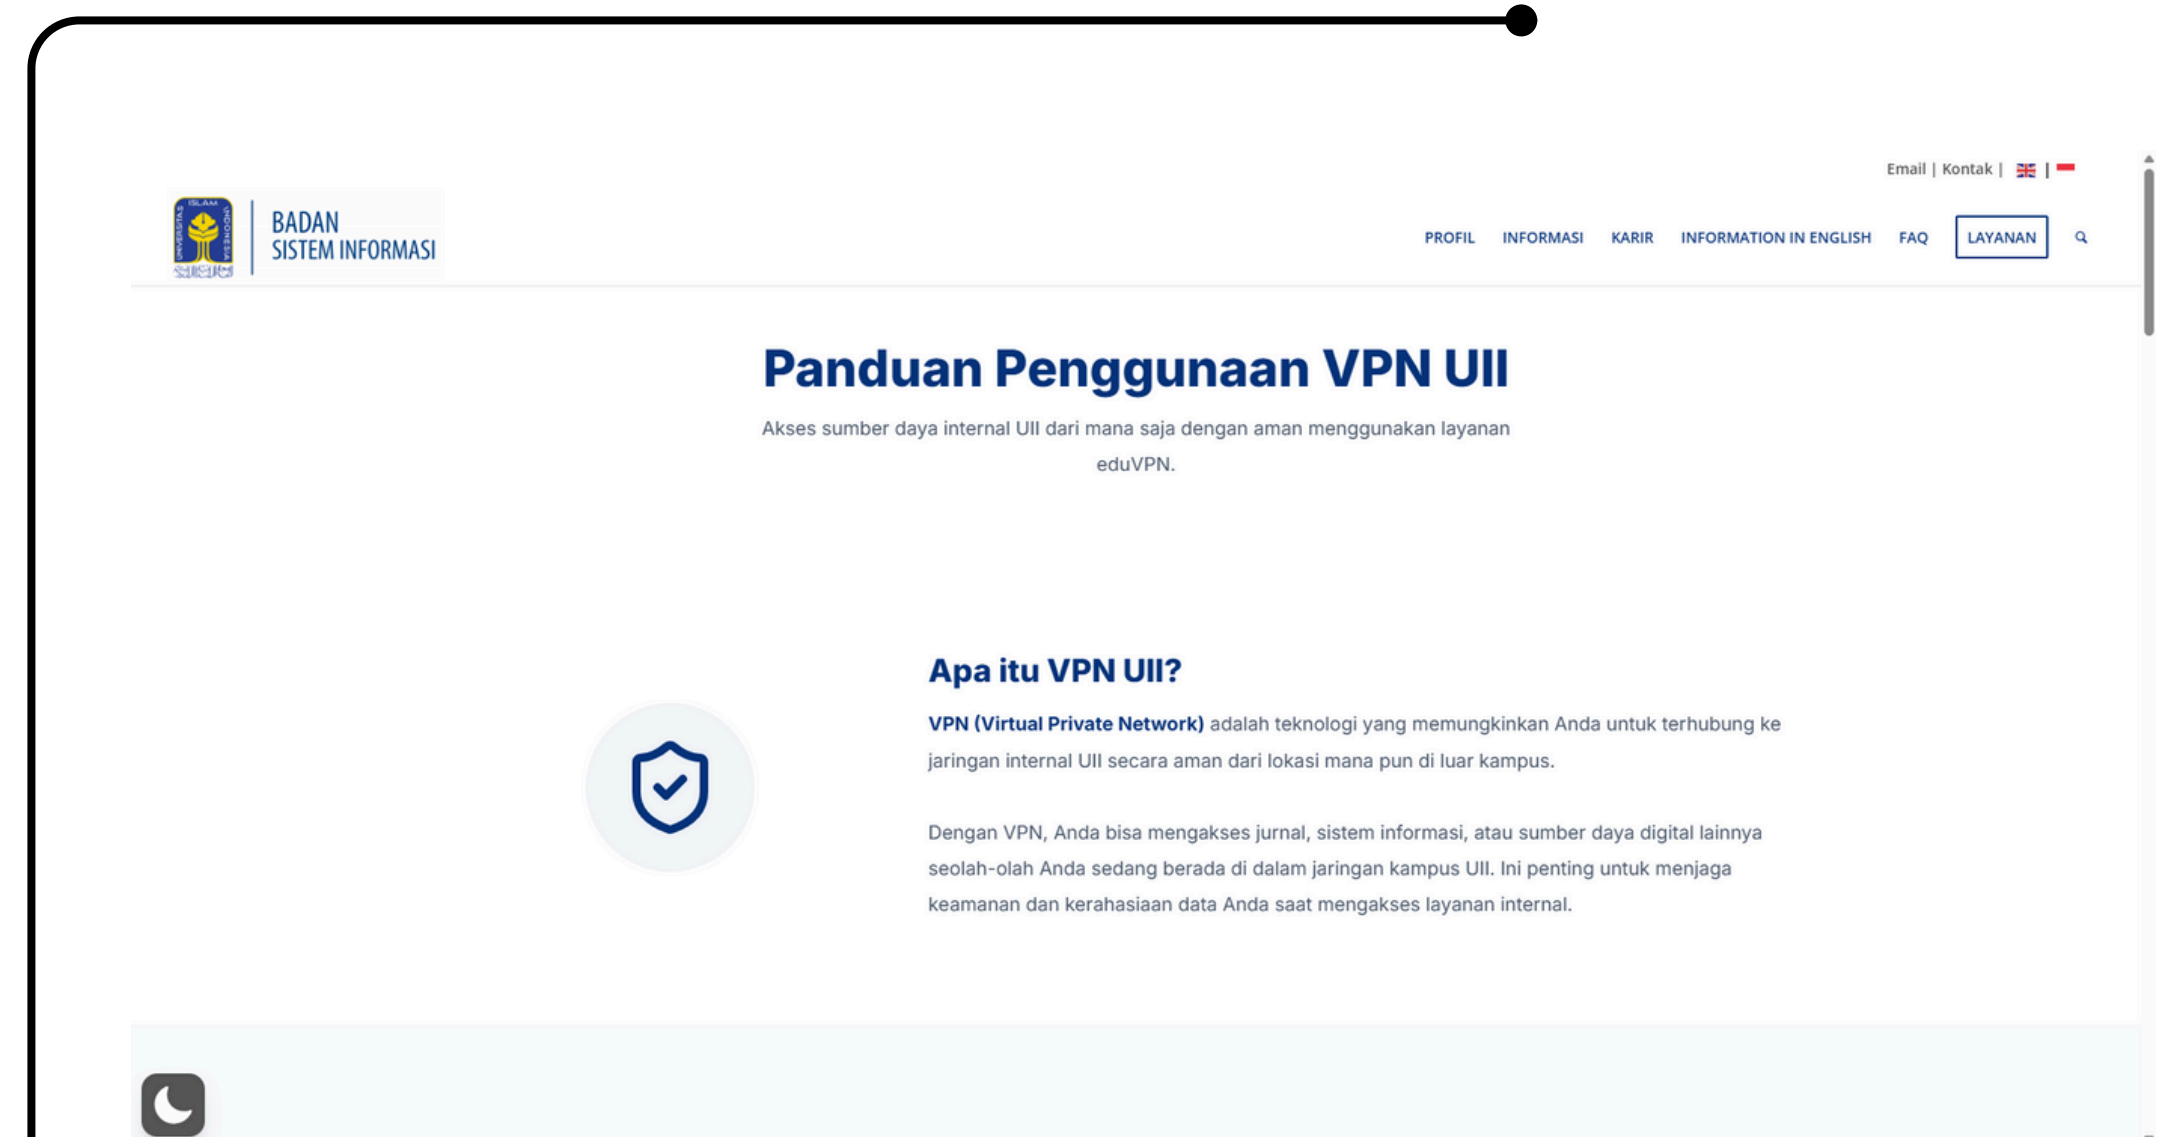 Email | Kontak | |
UNIVERSITAS ISLAM INDONESIA
BADAN
SISTEM INFORMASI
PROFIL INFORMASI KARIR INFORMATION IN ENGLISH FAQ LAYANAN
Panduan Penggunaan VPN UII
Akses sumber daya internal UII dari mana saja dengan aman menggunakan layanan
eduVPN.
Apa itu VPN UII?
VPN (Virtual Private Network) adalah teknologi yang memungkinkan Anda untuk terhubung ke
jaringan internal UII secara aman dari lokasi mana pun di luar kampus.
Dengan VPN, Anda bisa mengakses jurnal, sistem informasi, atau sumber daya digital lainnya
seolah-olah Anda sedang berada di dalam jaringan kampus UII. Ini penting untuk menjaga
keamanan dan kerahasiaan data Anda saat mengakses layanan internal.